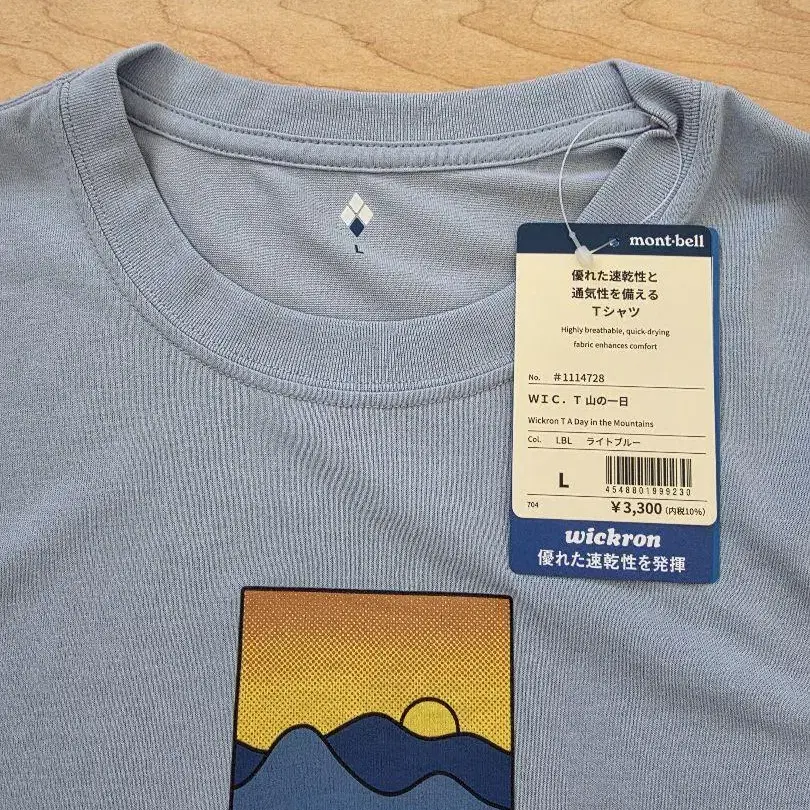 L
mont-bell
優れた速乾性と
通気性を備える
Tシャツ
Highly breathable, quick-drying
fabric enhances comfort
No. #1114728
WIC. T 山の一日
Wickron T A Day in the Mountains
Col. LBL ライトブルー
L
4548801999230
704 ¥3,300(内税10%)
wickron
優れた速乾性を発揮